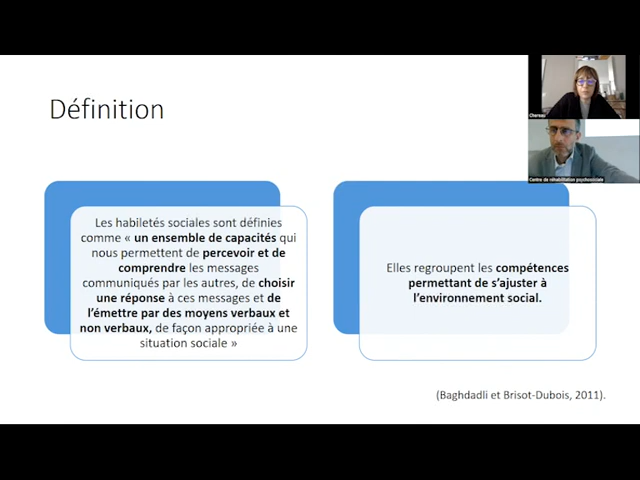 Définition
Les habiletés sociales sont définies
comme « un ensemble de capacités qui
nous permettent de percevoir et de
comprendre les messages
communiqués par les autres, de choisir
une réponse à ces messages et de
l’émettre par des moyens verbaux et
non verbaux, de façon appropriée à une
situation sociale »
Elles regroupent les compétences
permettant de s’ajuster à
l’environnement social.
(Baghdadli et Brisot-Dubois, 2011).
Chereau
Centre de réhabilitation psychosociale